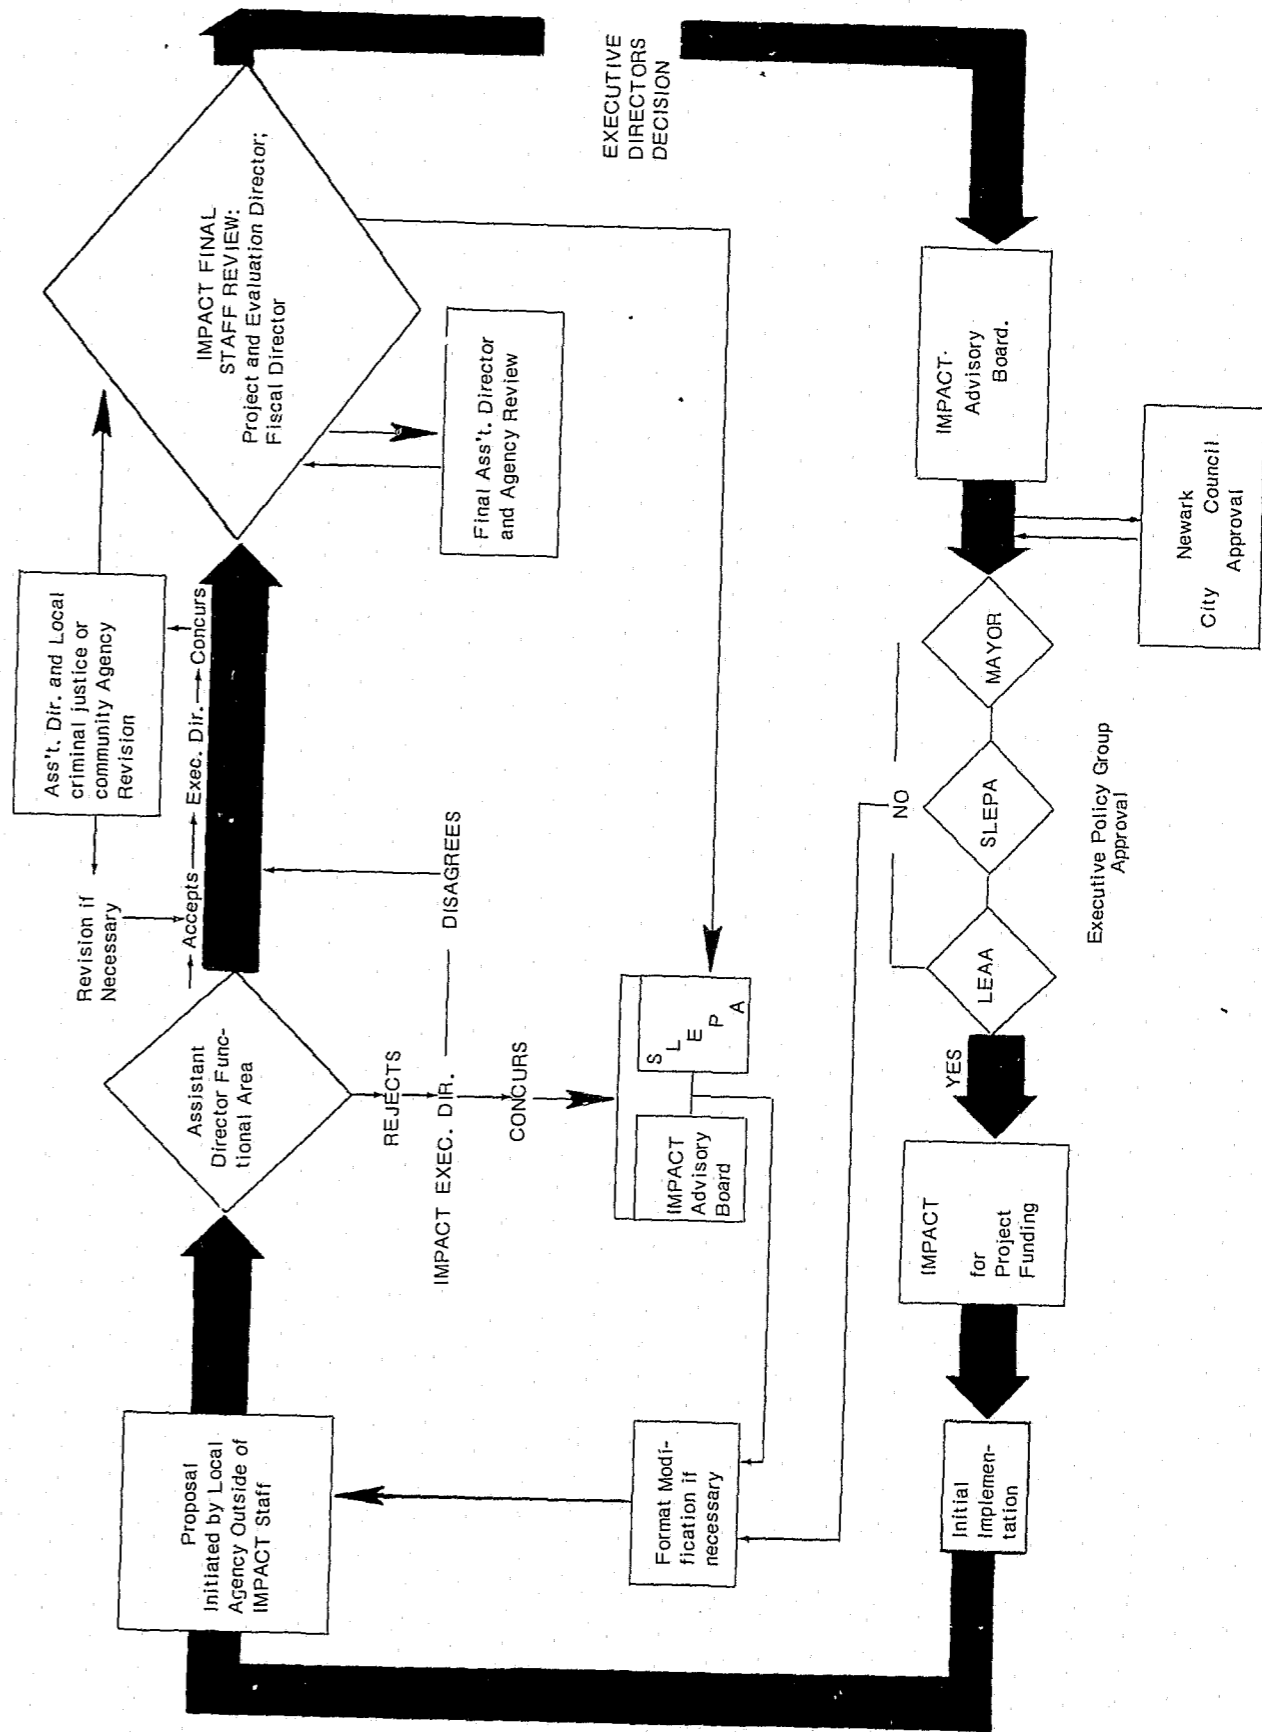 Proposal
Initiated by Local
Agency Outside of
IMPACT Staff
Assistant
Director Func-
tional Area
Revision if
Necessary
Accepts
Exec. Dir.
Concurs
Ass't. Dir. and Local
criminal justice or
community Agency
Revision
IMPACT FINAL
STAFF REVIEW:
Project and Evaluation Director;
Fiscal Director
Final Ass't. Director
and Agency Review
REJECTS
IMPACT EXEC. DIR.
DISAGREES
CONCURS
IMPACT
Advisory
Board
S
L
E
P
A
Format Modi-
fication if
necessary
EXECUTIVE
DIRECTORS
DECISION
IMPACT.
Advisory
Board.
Newark
City Council
Approval
MAYOR
SLEPA
LEAA
NO
Executive Policy Group
Approval
YES
IMPACT
for
Project
Funding
Initial
Implemen-
tation